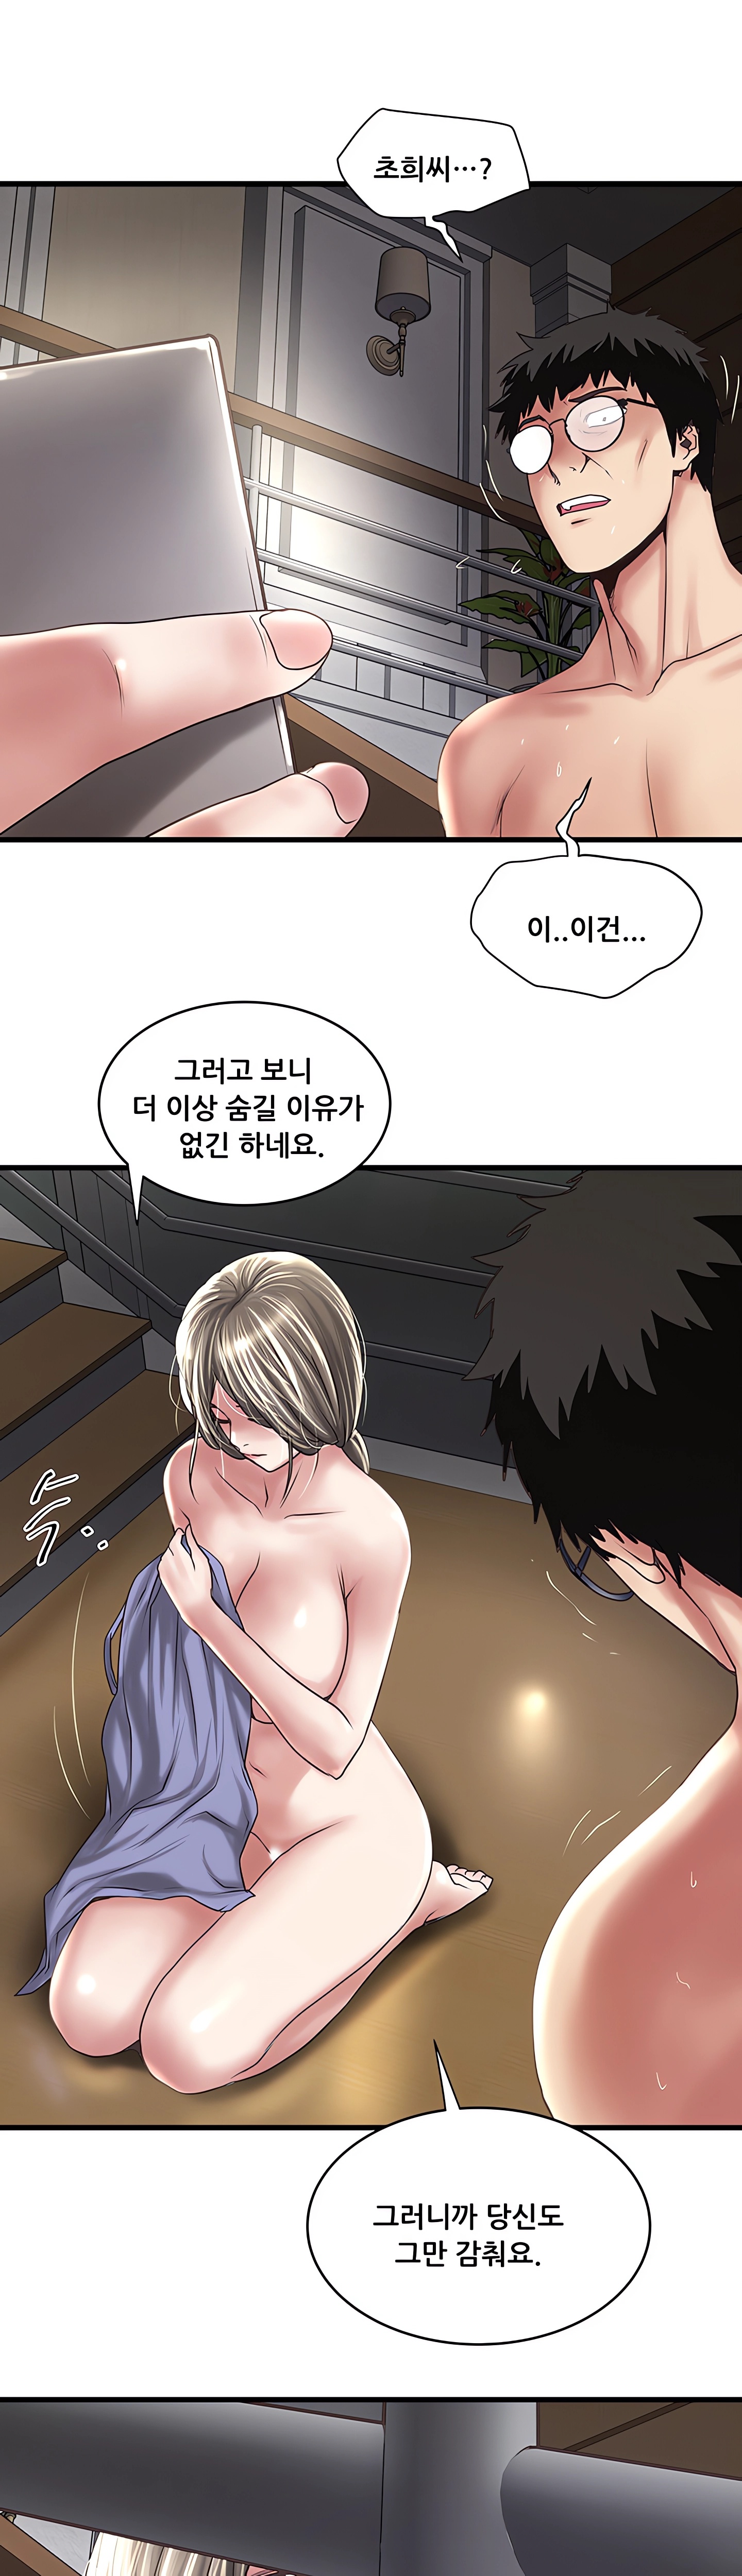 초희씨…?
이..이건...
그러고 보니
더 이상 숨길 이유가
없긴 하네요.
스..
그러니까 당신도
그만 감춰요.